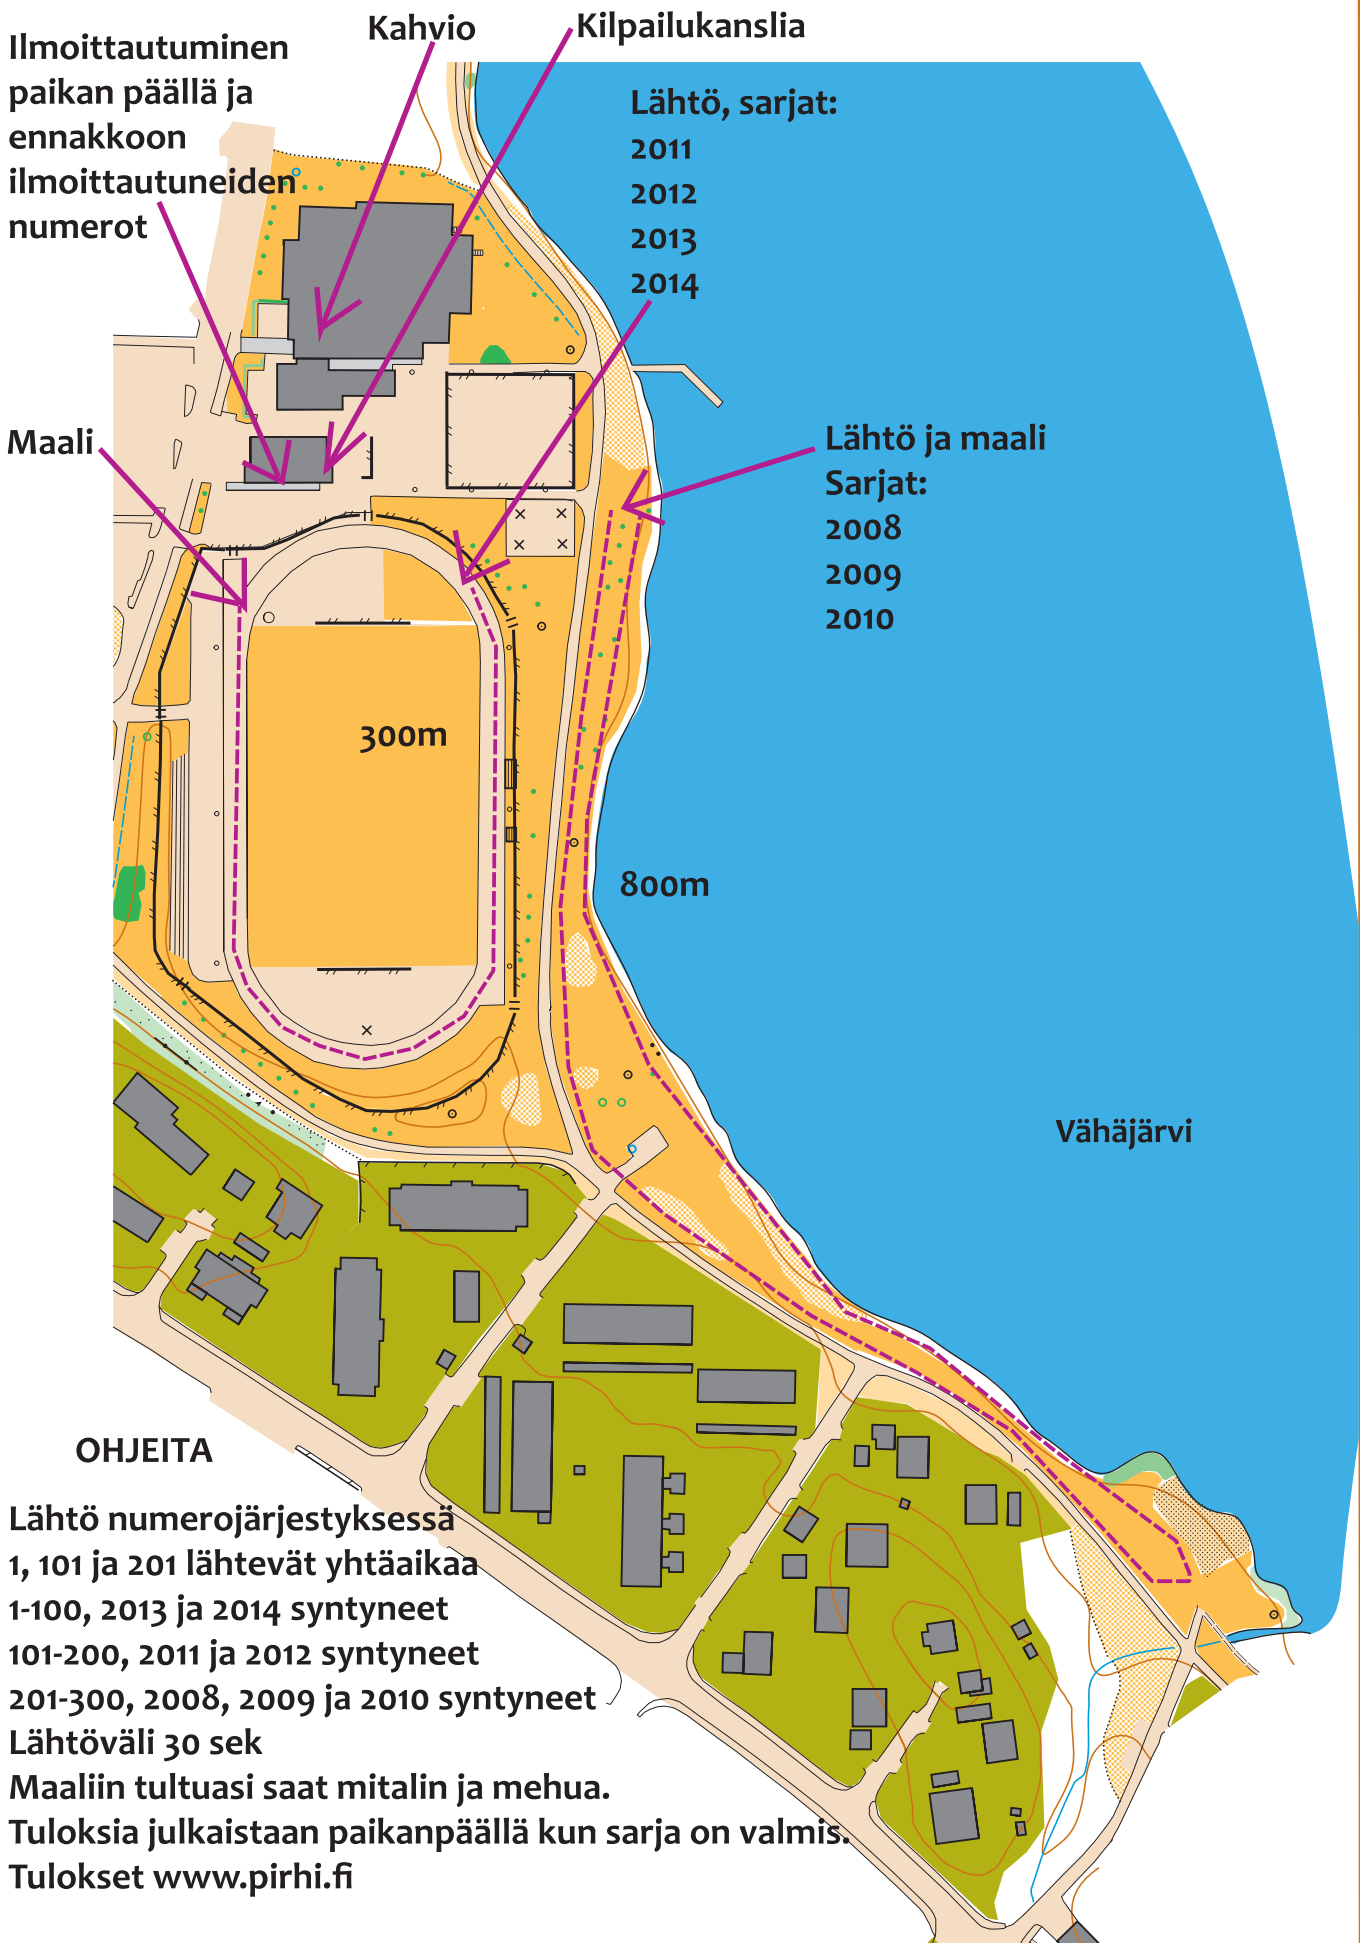 Ilmoittautuminen
paikan päällä ja
ennakkoon
ilmoittautuneiden
numerot
Kahvio
Kilpailukanslia
Lähtö, sarjat:
2011
2012
2013
2014
Maali
Lähtö ja maali
Sarjat:
2008
2009
2010
300m
800m
Vähäjärvi
OHJEITA
Lähtö numerojärjestyksessä
1, 101 ja 201 lähtevät yhtäaikaa
1-100, 2013 ja 2014 syntyneet
101-200, 2011 ja 2012 syntyneet
201-300, 2008, 2009 ja 2010 syntyneet
Lähtöväli 30 sek
Maaliin tultuasi saat mitalin ja mehua.
Tuloksia julkaistaan paikanpäällä kun sarja on valmis.
Tulokset www.pirhi.fi